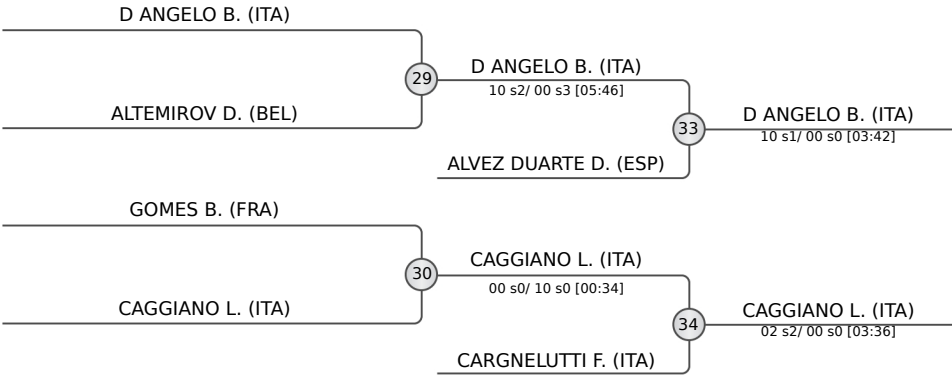 D ANGELO B. (ITA)
29
D ANGELO B. (ITA)
10 s2/ 00 s3 [05:46]
ALTEMIROV D. (BEL)
33
D ANGELO B. (ITA)
10 s1/ 00 s0 [03:42]
ALVEZ DUARTE D. (ESP)
GOMES B. (FRA)
30
CAGGIANO L. (ITA)
00 s0/ 10 s0 [00:34]
CAGGIANO L. (ITA)
34
CAGGIANO L. (ITA)
02 s2/ 00 s0 [03:36]
CARGNELUTTI F. (ITA)